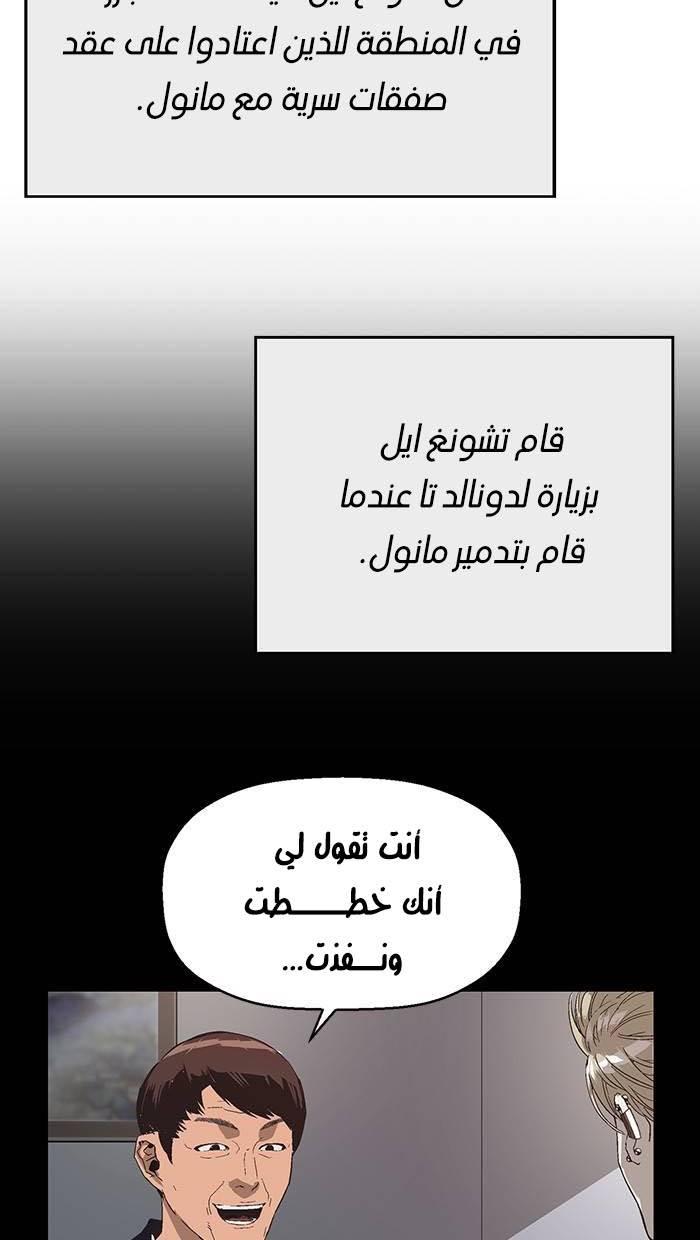 في المنطقة للذين اعتادوا على عقد
صفقات سرية مع مانول.
قام تشونغ ايل
بزيارة لدونالد تا عندما
قام بتدمير مانول.
أنت تقول لي
أنك خطـــــطت
ونـــفذت...